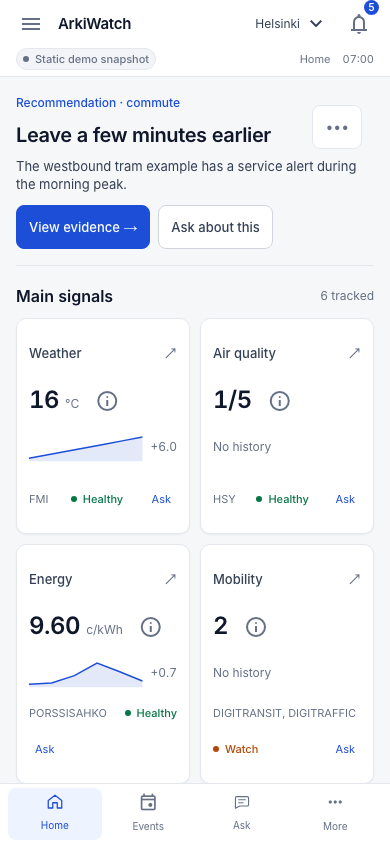 ArkiWatch
Helsinki
5
Static demo snapshot
Home 07:00
Recommendation · commute
Leave a few minutes earlier
The westbound tram example has a service alert during
the morning peak.
View evidence →
Ask about this
Main signals
6 tracked
Weather ↗
16 °C
+6.0
FMI Healthy Ask
Air quality ↗
1/5
No history
HSY Healthy Ask
Energy ↗
9.60 c/kWh
+0.7
PORSSISAHKO Healthy
Ask
Mobility ↗
2
No history
DIGITRANSIT, DIGITRAFFIC
Watch Ask
Home
Events
Ask
More